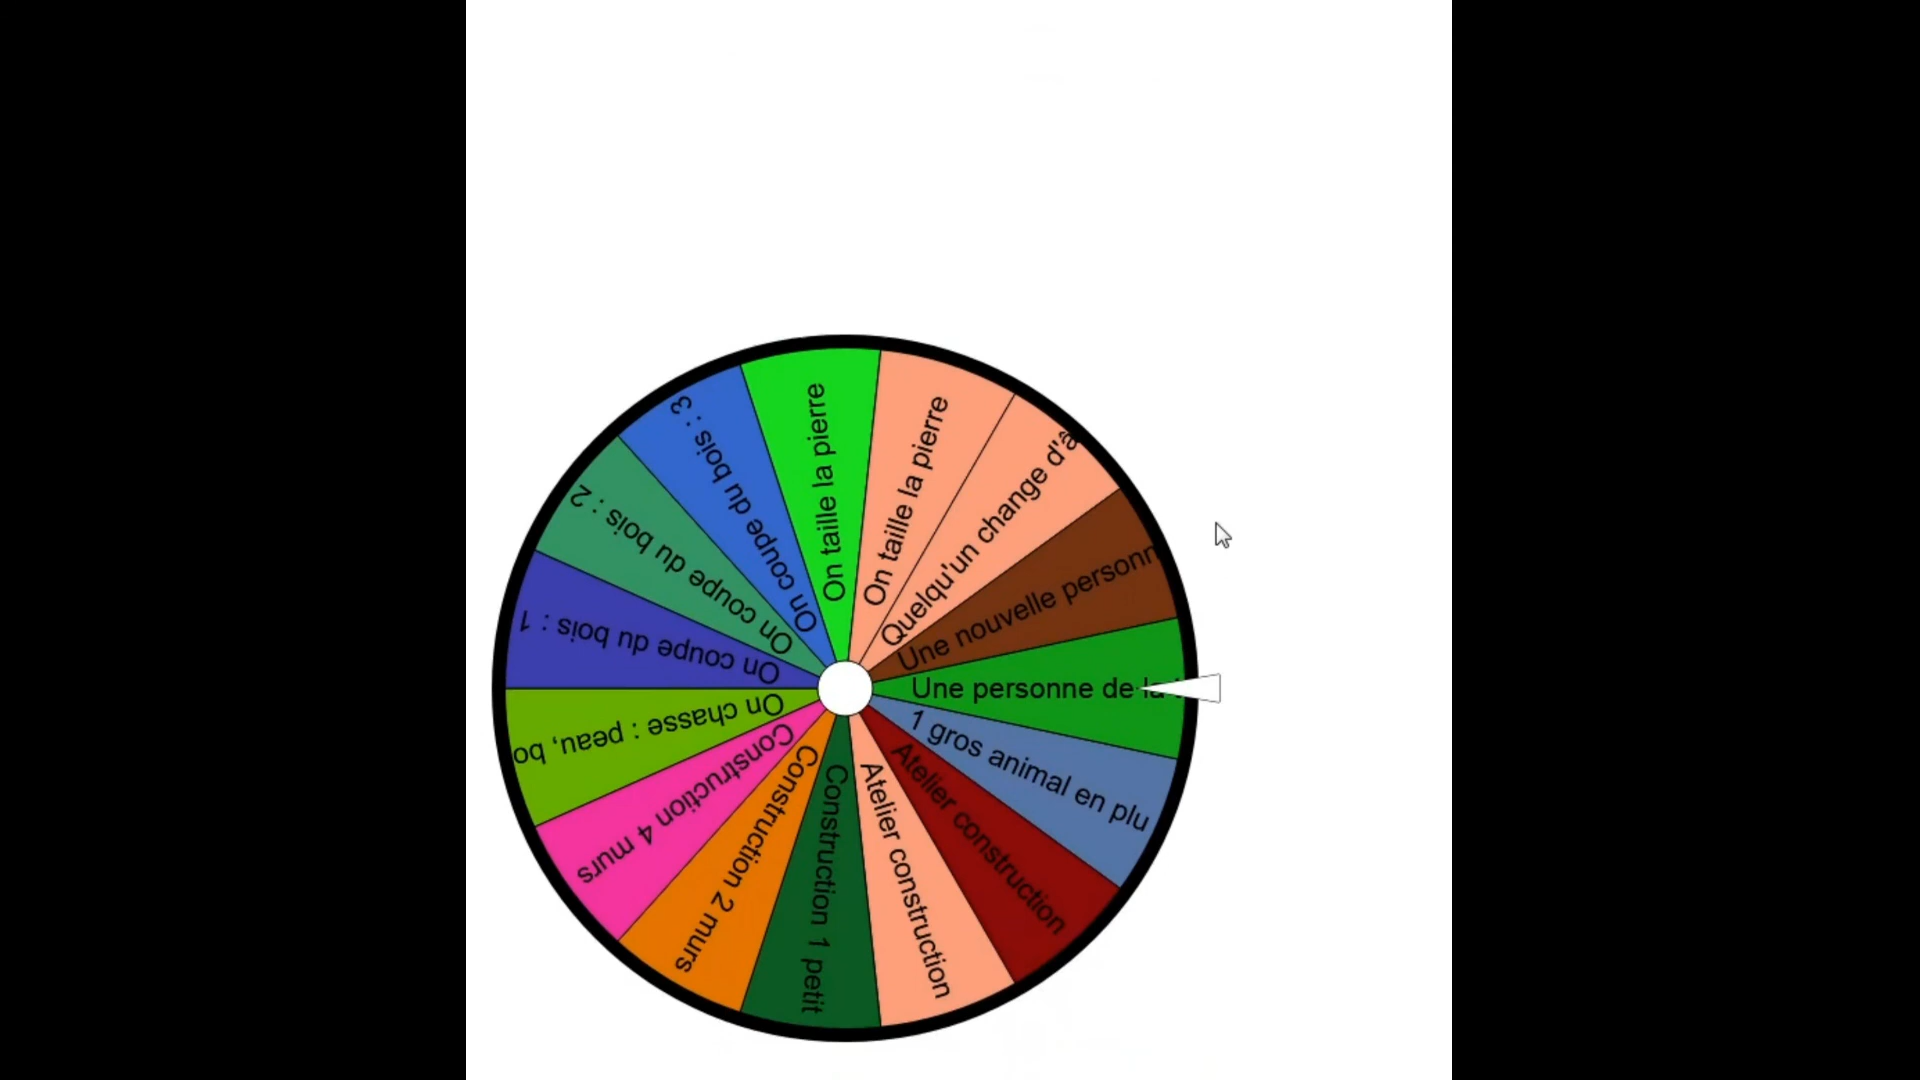 On taille la pierre
On taille la pierre
Quelqu'un change d'â
Une nouvelle personn
Une personne de la
1 gros animal en plu
Atelier construction
Atelier construction
Construction 1 petit
Construction 2 murs
Construction 4 murs
On chasse : peau, bo
On coupe du bois : 1
On coupe du bois : 2
On coupe du bois : 3